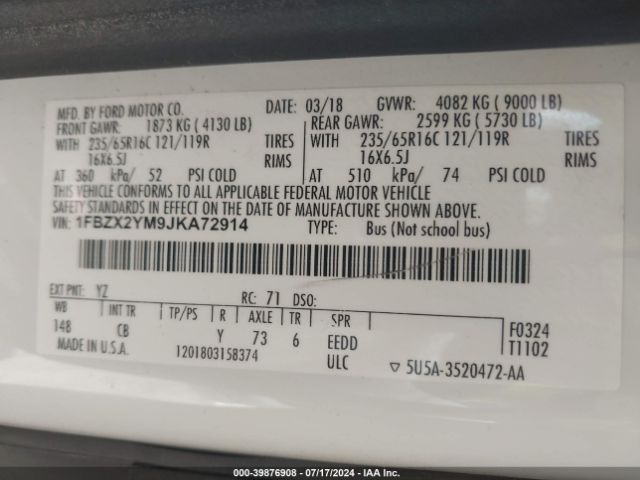 MFD. BY FORD MOTOR CO. DATE: 03/18 GVWR: 4082 KG ( 9000 LB)
FRONT GAWR: 1873 KG ( 4130 LB) REAR GAWR: 2599 KG ( 5730 LB)
WITH 235/65R16C 121/119R TIRES WITH 235/65R16C 121/119R TIRES
16X6.5J RIMS 16X6.5J RIMS
AT 360 kPa/ 52 PSI COLD AT 510 kPa/ 74 PSI COLD
THIS VEHICLE CONFORMS TO ALL APPLICABLE FEDERAL MOTOR VEHICLE
SAFETY STANDARDS IN EFFECT ON THE DATE OF MANUFACTURE SHOWN ABOVE.
VIN: 1FBZX2YM9JKA72914 TYPE: Bus (Not school bus)
EXT PNT: YZ RC: 71 DSO:
WB INT TR TP/PS R AXLE TR SPR
148 CB Y 73 6 EEDD F0324
MADE IN U.S.A. 1201803158374 ULC T1102
▽ 5U5A-3520472-AA
000-39876908 - 07/17/2024 - IAA Inc.